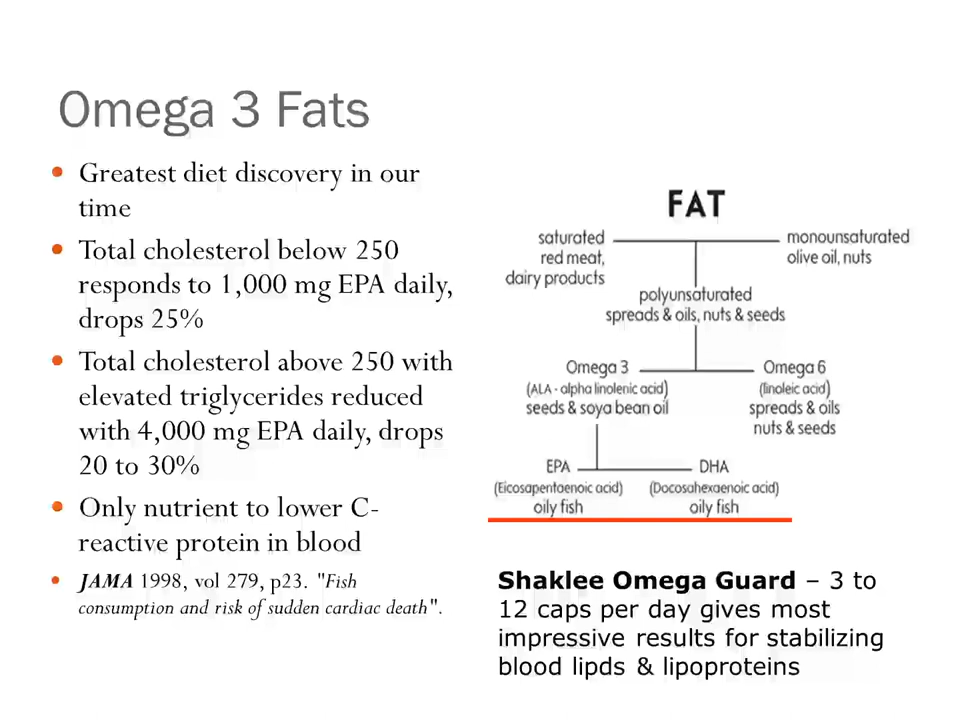 Omega 3 Fats
• Greatest diet discovery in our
time
• Total cholesterol below 250
responds to 1,000 mg EPA daily,
drops 25%
• Total cholesterol above 250 with
elevated triglycerides reduced
with 4,000 mg EPA daily, drops
20 to 30%
• Only nutrient to lower C-
reactive protein in blood
• JAMA 1998, vol 279, p23. "Fish
consumption and risk of sudden cardiac death".
FAT
saturated
red meat,
dairy products
monounsaturated
olive oil, nuts
polyunsaturated
spreads & oils, nuts & seeds
Omega 3
(ALA - alpha linolenic acid)
seeds & soya bean oil
Omega 6
(linoleic acid)
spreads & oils
nuts & seeds
EPA
(Eicosapentaenoic acid)
oily fish
DHA
(Docosahexaenoic acid)
oily fish
Shaklee Omega Guard – 3 to
12 caps per day gives most
impressive results for stabilizing
blood lipds & lipoproteins